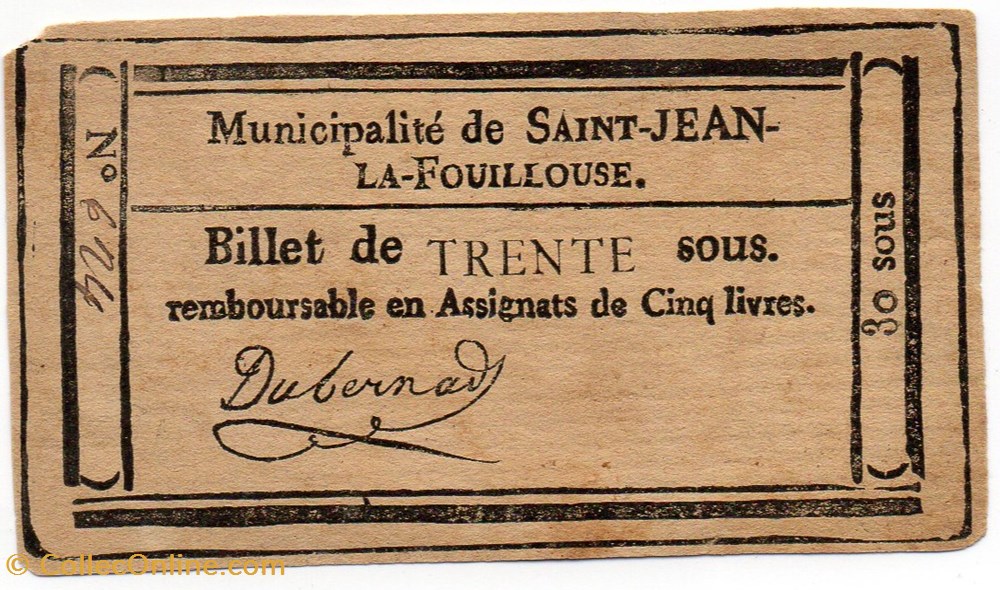 Municipalité de SAINT-JEAN-
LA-FOUILLOUSE.
Billet de TRENTE sous.
remboursable en Assignats de Cinq livres.
Dubernad
N°
30 sous
© CollecOnline.com